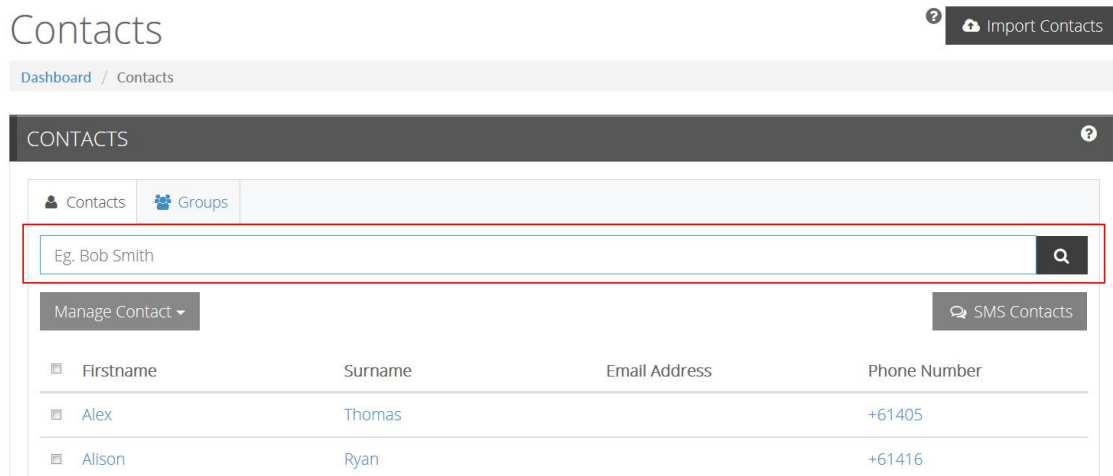 Contacts
Import Contacts
Dashboard / Contacts
CONTACTS
Contacts Groups
Eg. Bob Smith
Manage Contact SMS Contacts
Firstname Surname Email Address Phone Number
Alex Thomas +61405
Alison Ryan +61416